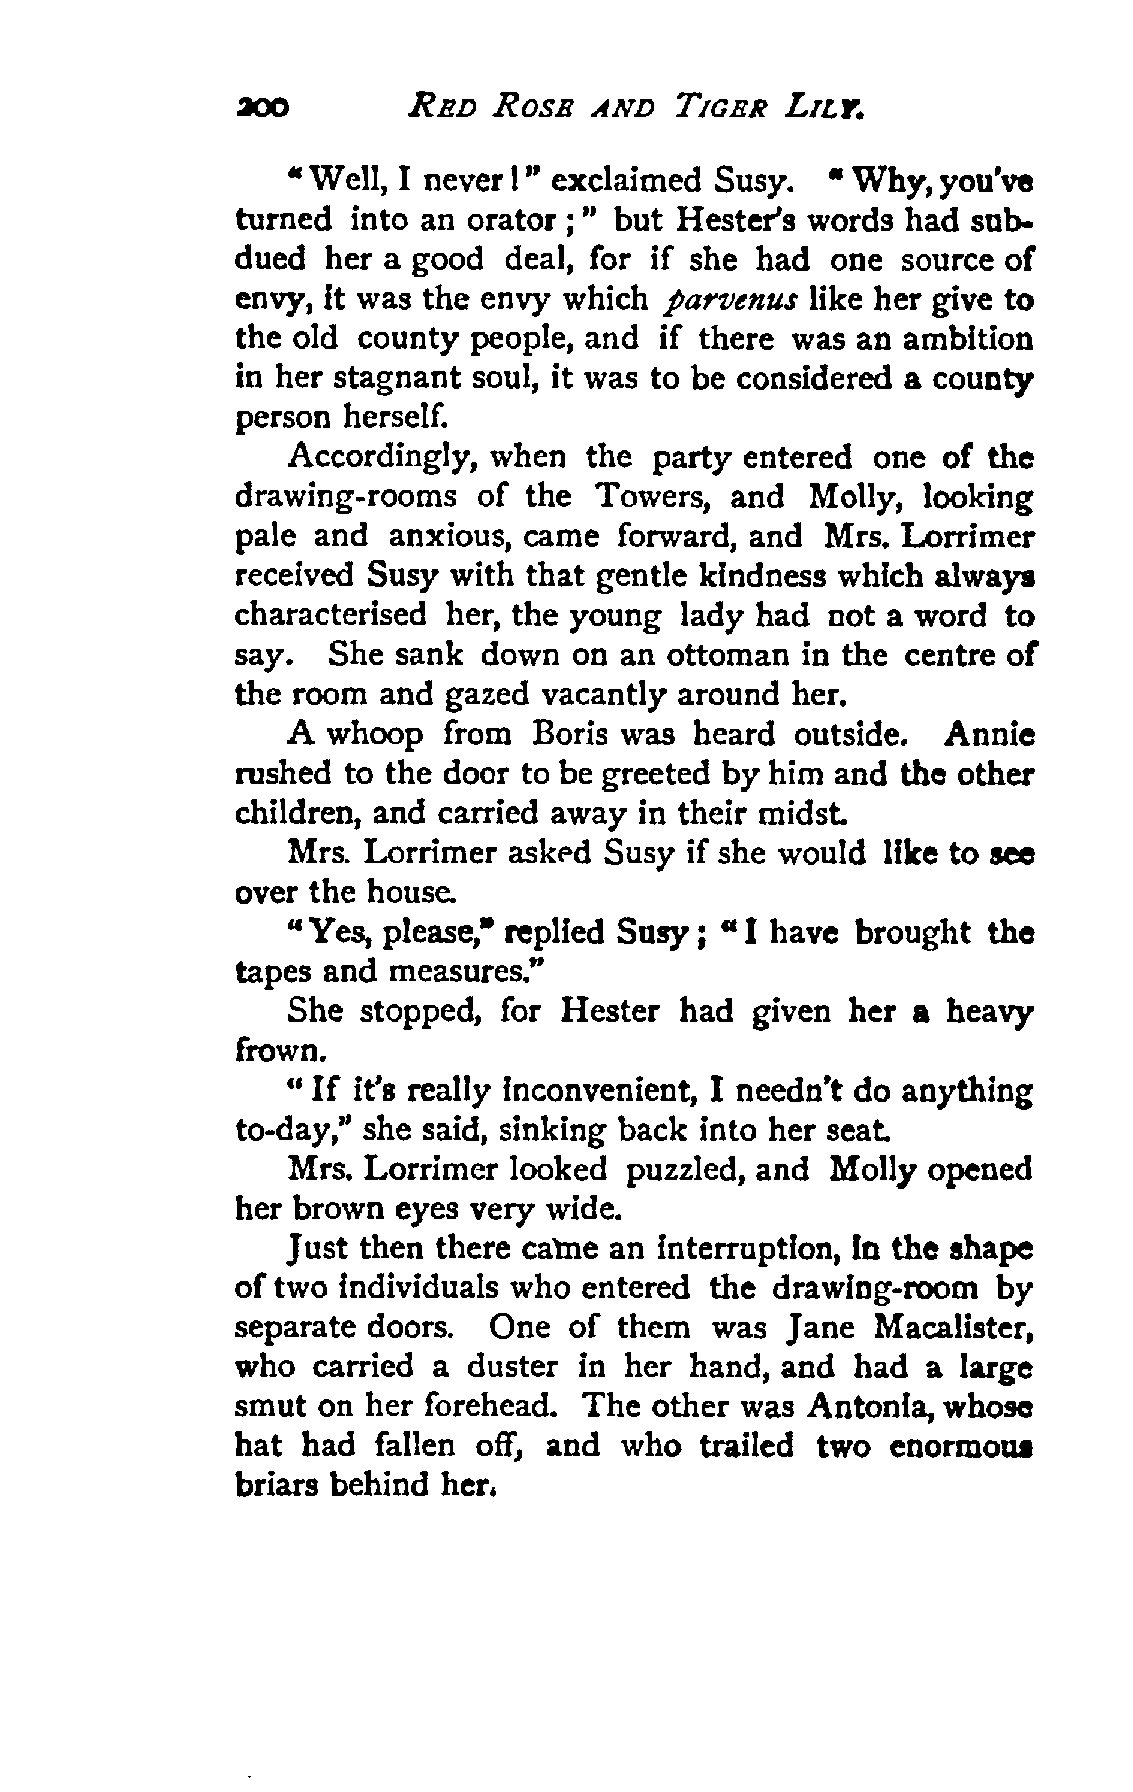 200 RED ROSE AND TIGER LILY.
"Well, I never!" exclaimed Susy. "Why, you've
turned into an orator;" but Hester's words had sub-
dued her a good deal, for if she had one source of
envy, it was the envy which parvenus like her give to
the old county people, and if there was an ambition
in her stagnant soul, it was to be considered a county
person herself.
Accordingly, when the party entered one of the
drawing-rooms of the Towers, and Molly, looking
pale and anxious, came forward, and Mrs. Lorrimer
received Susy with that gentle kindness which always
characterised her, the young lady had not a word to
say. She sank down on an ottoman in the centre of
the room and gazed vacantly around her.
A whoop from Boris was heard outside. Annie
rushed to the door to be greeted by him and the other
children, and carried away in their midst.
Mrs. Lorrimer asked Susy if she would like to see
over the house.
"Yes, please," replied Susy; "I have brought the
tapes and measures."
She stopped, for Hester had given her a heavy
frown.
"If it's really inconvenient, I needn't do anything
to-day," she said, sinking back into her seat.
Mrs. Lorrimer looked puzzled, and Molly opened
her brown eyes very wide.
Just then there came an interruption, in the shape
of two individuals who entered the drawing-room by
separate doors. One of them was Jane Macalister,
who carried a duster in her hand, and had a large
smut on her forehead. The other was Antonia, whose
hat had fallen off, and who trailed two enormous
briars behind her.